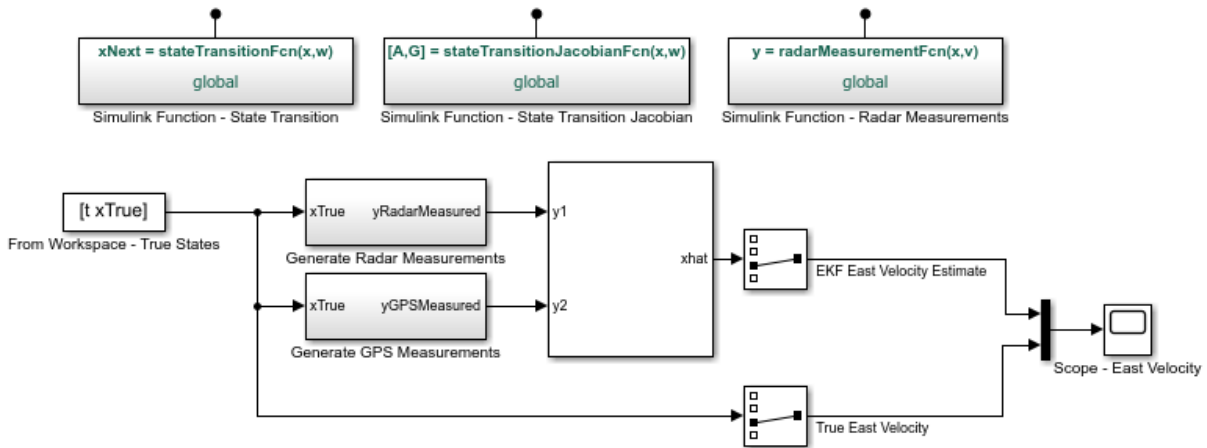 xNext = stateTransitionFcn(x,w)
global
Simulink Function - State Transition
[A,G] = stateTransitionJacobianFcn(x,w)
global
Simulink Function - State Transition Jacobian
y = radarMeasurementFcn(x,v)
global
Simulink Function - Radar Measurements
[t xTrue]
From Workspace - True States
xTrue yRadarMeasured
Generate Radar Measurements
xTrue yGPSMeasured
Generate GPS Measurements
y1
y2
xhat
EKF East Velocity Estimate
True East Velocity
Scope - East Velocity